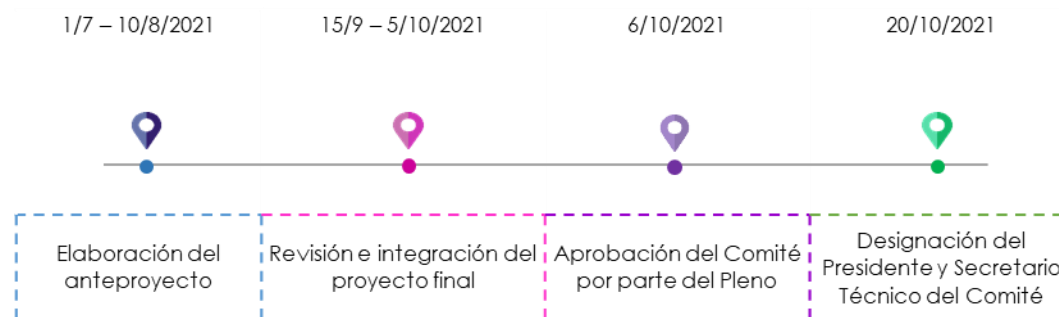 1/7 – 10/8/2021
15/9 – 5/10/2021
6/10/2021
20/10/2021
Elaboración del
anteproyecto
Revisión e integración del
proyecto final
Aprobación del Comité
por parte del Pleno
Designación del
Presidente y Secretario
Técnico del Comité